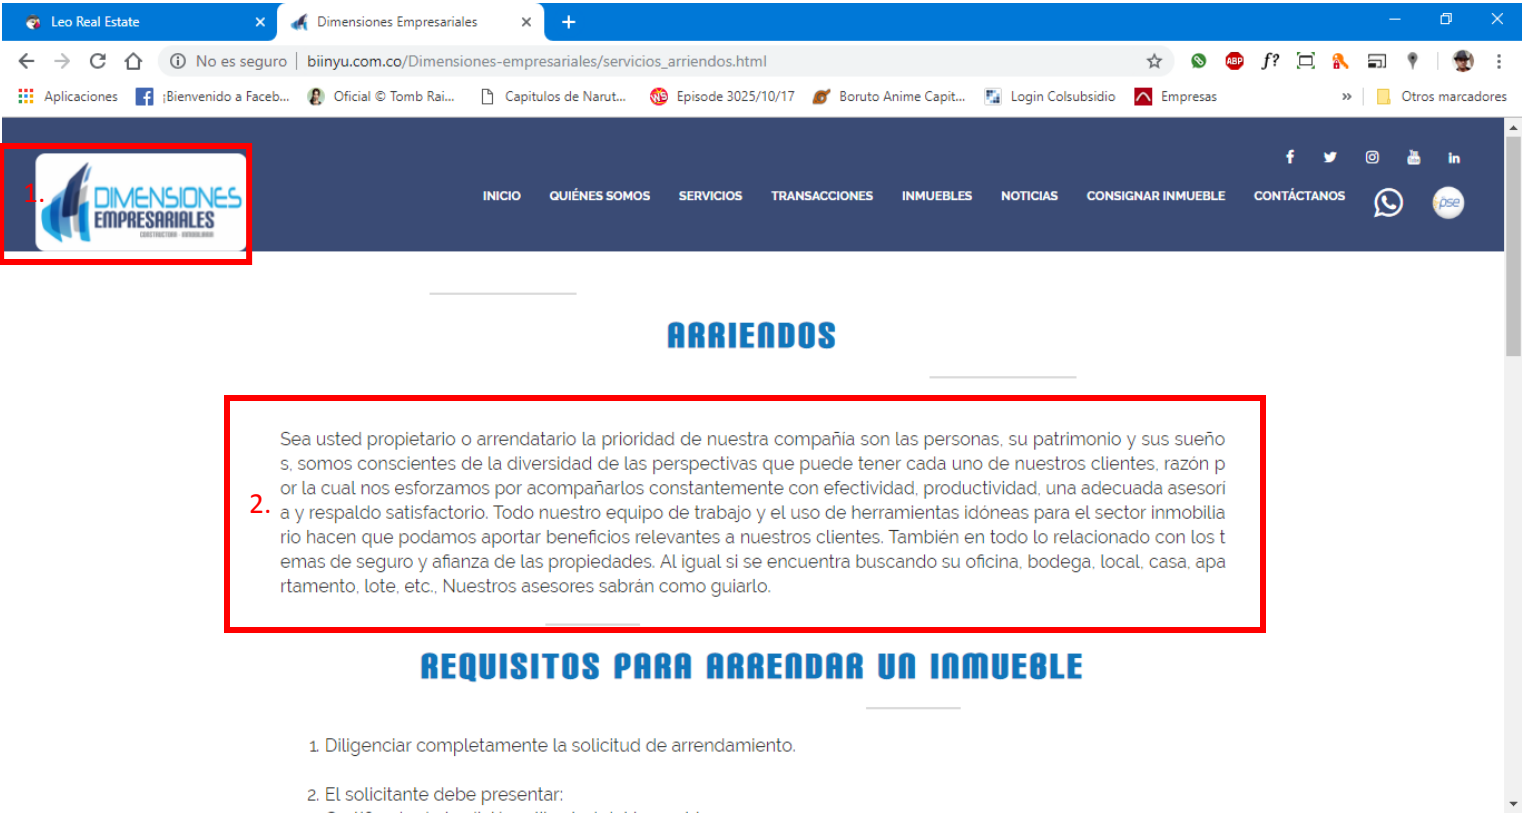 Leo Real Estate
Dimensiones Empresariales
No es seguro
biinyu.com.co/Dimensiones-empresariales/servicios_arriendos.html
ABP
f?
Aplicaciones
¡Bienvenido a Faceb...
Oficial © Tomb Rai...
Capitulos de Narut...
Episode 3025/10/17
Boruto Anime Capit...
Login Colsubsidio
Empresas
»
Otros marcadores
1.
DIMENSIONES
EMPRESARIALES
CONSTRUCTORA - INMOBILIARIA
INICIO
QUIÉNES SOMOS
SERVICIOS
TRANSACCIONES
INMUEBLES
NOTICIAS
CONSIGNAR INMUEBLE
CONTÁCTANOS
pse
ARRIENDOS
2.
Sea usted propietario o arrendatario la prioridad de nuestra compañía son las personas, su patrimonio y sus sueño
s, somos conscientes de la diversidad de las perspectivas que puede tener cada uno de nuestros clientes, razón p
or la cual nos esforzamos por acompañarlos constantemente con efectividad, productividad, una adecuada asesorí
a y respaldo satisfactorio. Todo nuestro equipo de trabajo y el uso de herramientas idóneas para el sector inmobilia
rio hacen que podamos aportar beneficios relevantes a nuestros clientes. También en todo lo relacionado con los t
emas de seguro y afianza de las propiedades. Al igual si se encuentra buscando su oficina, bodega, local, casa, apa
rtamento, lote, etc., Nuestros asesores sabrán como guiarlo.
REQUISITOS PARA ARRENDAR UN INMUEBLE
1. Diligenciar completamente la solicitud de arrendamiento.
2. El solicitante debe presentar: